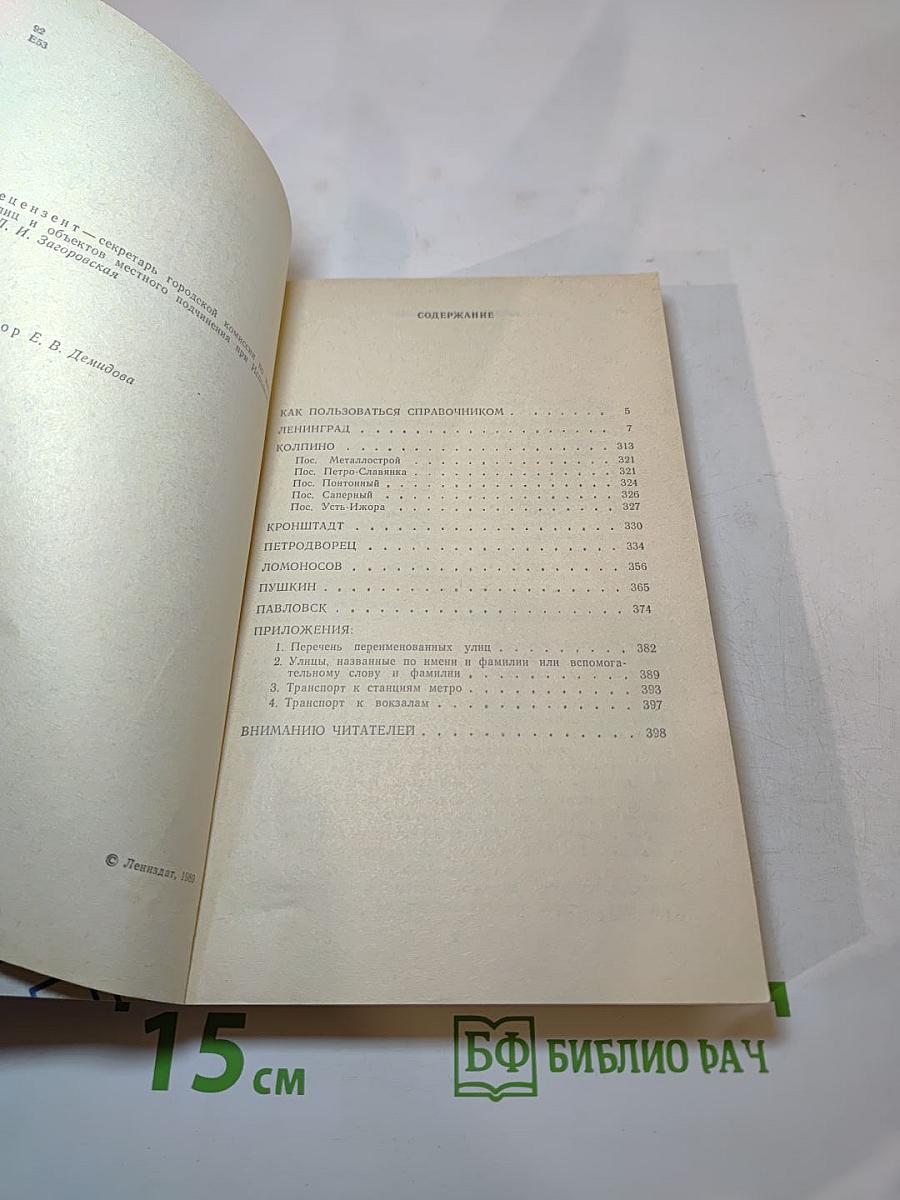 92
Е53
ецензент — секретарь городской комиссии
лиц и объектов местного подчинения при
Л. И. Загоровская
ор Е. В. Демидова
© Лениздат, 1989
СОДЕРЖАНИЕ
КАК ПОЛЬЗОВАТЬСЯ СПРАВОЧНИКОМ . . . . . . . 5
ЛЕНИНГРАД . . . . . . . . . . . . . . . . . 7
КОЛПИНО . . . . . . . . . . . . . . . . . . 313
Пос. Металлострой . . . . . . . . . . . . . . 321
Пос. Петро-Славянка . . . . . . . . . . . . . 321
Пос. Понтонный . . . . . . . . . . . . . . . 324
Пос. Саперный . . . . . . . . . . . . . . . 326
Пос. Усть-Ижора . . . . . . . . . . . . . . . 327
КРОНШТАДТ . . . . . . . . . . . . . . . . . 330
ПЕТРОДВОРЕЦ . . . . . . . . . . . . . . . . 334
ЛОМОНОСОВ . . . . . . . . . . . . . . . . . 356
ПУШКИН . . . . . . . . . . . . . . . . . . . 365
ПАВЛОВСК . . . . . . . . . . . . . . . . . . 374
ПРИЛОЖЕНИЯ:
1. Перечень переименованных улиц . . . . . . . . . 382
2. Улицы, названные по имени и фамилии или вспомога-
тельному слову и фамилии . . . . . . . . . . . 389
3. Транспорт к станциям метро . . . . . . . . . . . 393
4. Транспорт к вокзалам . . . . . . . . . . . . . 397
ВНИМАНИЮ ЧИТАТЕЛЕЙ . . . . . . . . . . . . . 398
15 см
БФ БИБЛИО РАЧ